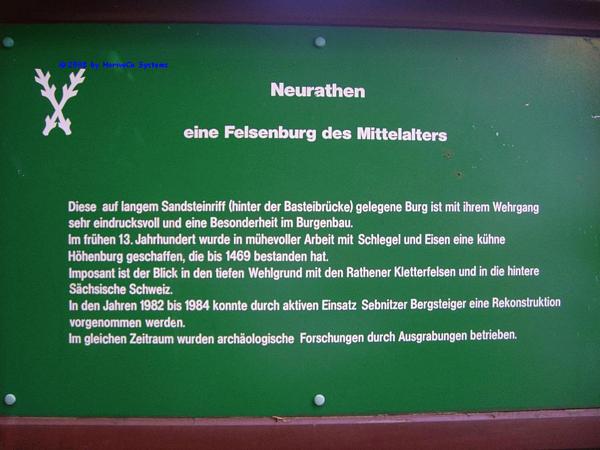 © 2008 by HorneCo Systems
Neurathen
eine Felsenburg des Mittelalters
Diese auf langem Sandsteinriff (hinter der Basteibrücke) gelegene Burg ist mit ihrem Wehrgang
sehr eindrucksvoll und eine Besonderheit im Burgenbau.
Im frühen 13. Jahrhundert wurde in mühevoller Arbeit mit Schlegel und Eisen eine kühne
Höhenburg geschaffen, die bis 1469 bestanden hat.
Imposant ist der Blick in den tiefen Wehlgrund mit den Rathener Kletterfelsen und in die hintere
Sächsische Schweiz.
In den Jahren 1982 bis 1984 konnte durch aktiven Einsatz Sebnitzer Bergsteiger eine Rekonstruktion
vorgenommen werden.
Im gleichen Zeitraum wurden archäologische Forschungen durch Ausgrabungen betrieben.